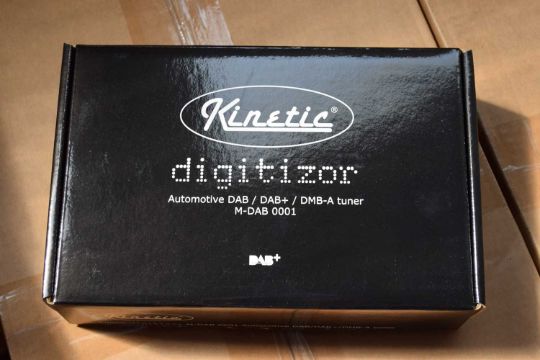 Kinetic®
digitizor
Automotive DAB / DAB+ / DMB-A tuner
M-DAB 0001
DAB+